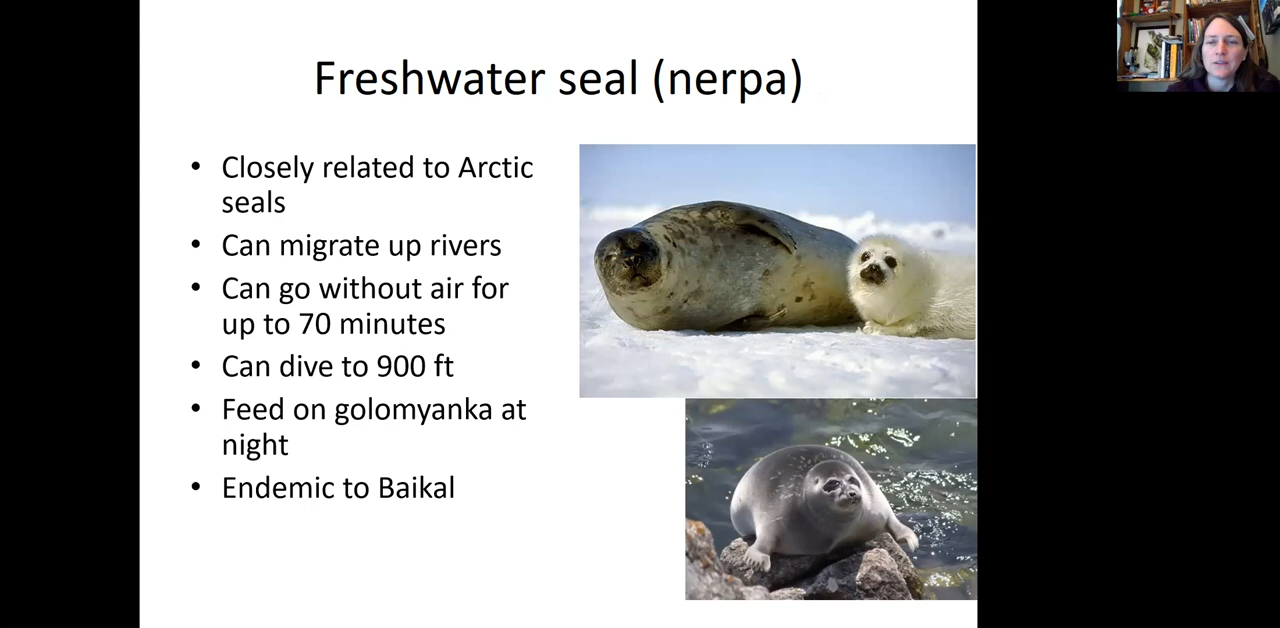 Freshwater seal (nerpa)
• Closely related to Arctic
seals
• Can migrate up rivers
• Can go without air for
up to 70 minutes
• Can dive to 900 ft
• Feed on golomyanka at
night
• Endemic to Baikal